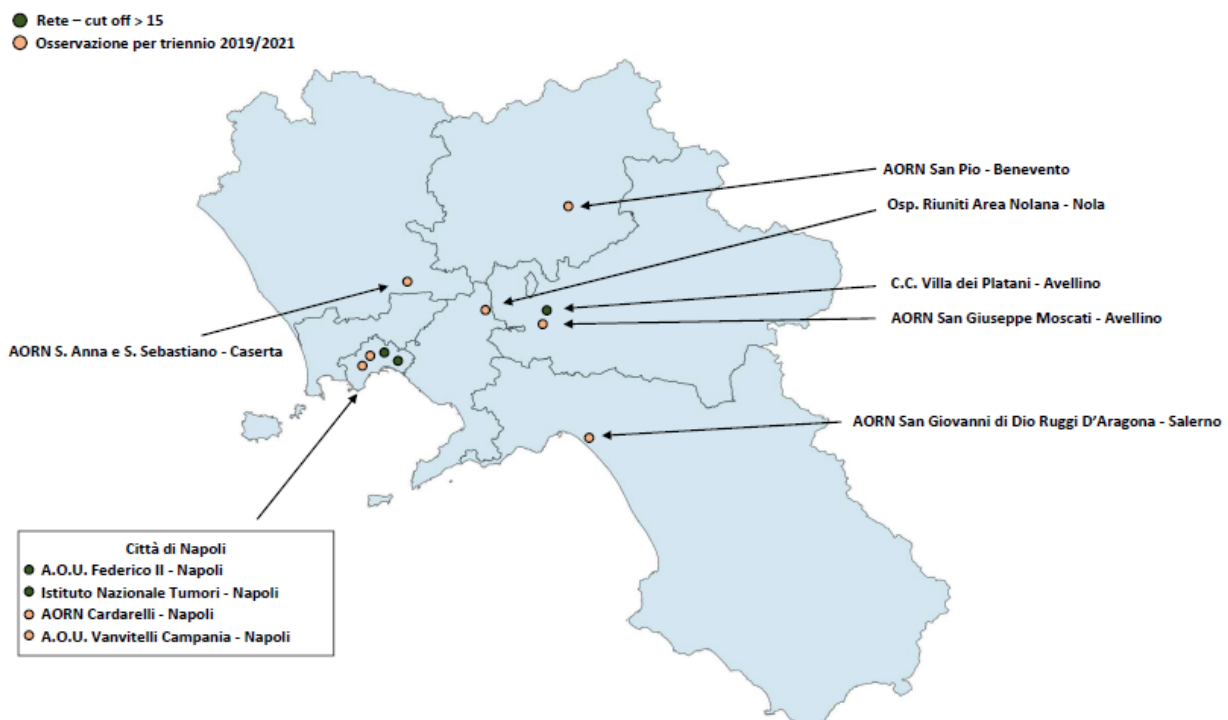 Rete – cut off > 15
Osservazione per triennio 2019/2021
AORN San Pio - Benevento
Osp. Riuniti Area Nolana - Nola
C.C. Villa dei Platani - Avellino
AORN San Giuseppe Moscati - Avellino
AORN S. Anna e S. Sebastiano - Caserta
AORN San Giovanni di Dio Ruggi D’Aragona - Salerno
Città di Napoli
A.O.U. Federico II - Napoli
Istituto Nazionale Tumori - Napoli
AORN Cardarelli - Napoli
A.O.U. Vanvitelli Campania - Napoli